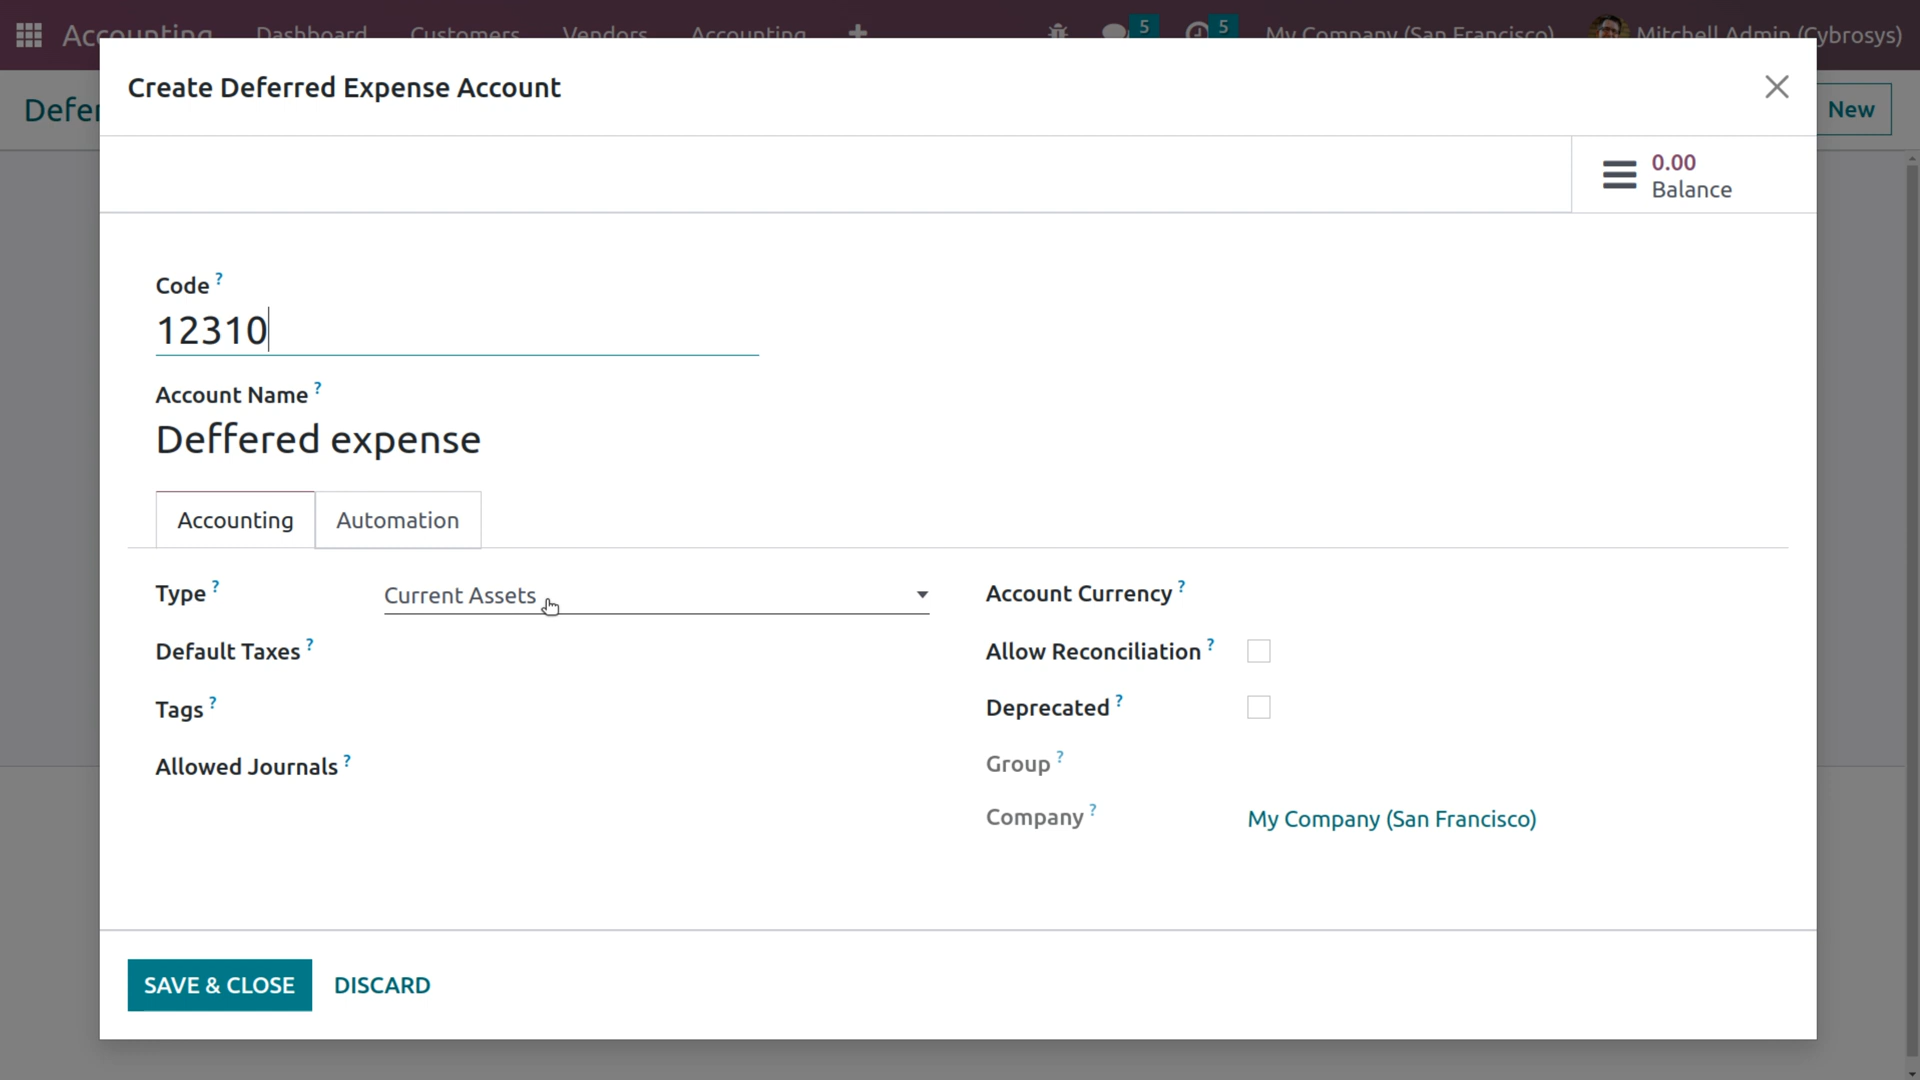 Accounting Dashboard Customers Vendors Accounting 5 5 My Company (San Francisco) Mitchell Admin (Cybrosys)
Create Deferred Expense Account
New
0.00
Balance
Code ?
12310
Account Name ?
Deffered expense
Accounting Automation
Type ? Current Assets Account Currency ?
Default Taxes ? Allow Reconciliation ?
Tags ? Deprecated ?
Allowed Journals ? Group ?
Company ? My Company (San Francisco)
SAVE & CLOSE DISCARD